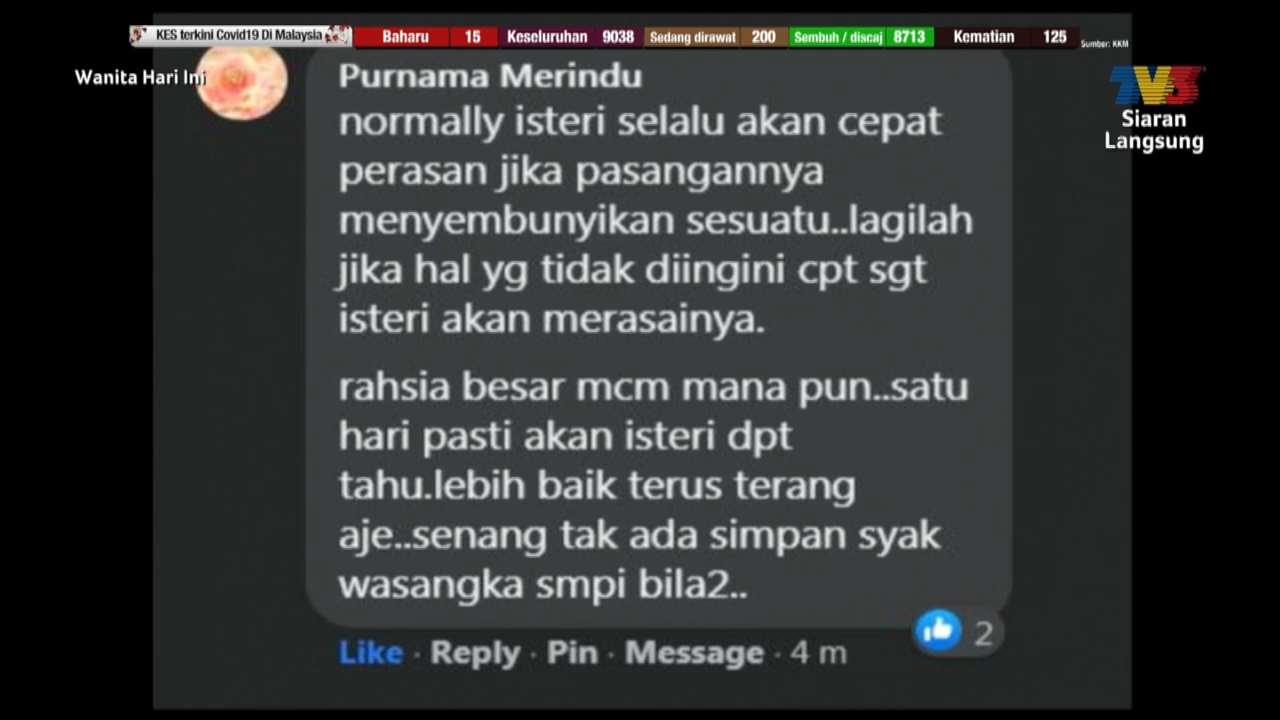 KES terkini Covid19 Di Malaysia Baharu 15 Keseluruhan 9038 Sedang dirawat 200 Sembuh / discaj 8713 Kematian 125
Sumber: KKM
Wanita Hari Ini
TV3
Siaran
Langsung
Purnama Merindu
normally isteri selalu akan cepat
perasan jika pasangannya
menyembunyikan sesuatu..lagilah
jika hal yg tidak diingini cpt sgt
isteri akan merasainya.
rahsia besar mcm mana pun..satu
hari pasti akan isteri dpt
tahu.lebih baik terus terang
aje..senang tak ada simpan syak
wasangka smpi bila2..
2
Like · Reply · Pin · Message · 4 m